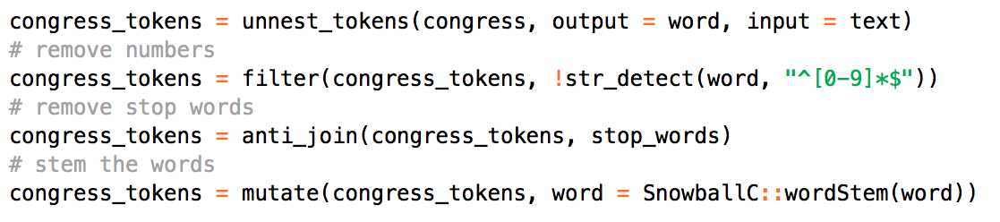 congress_tokens = unnest_tokens(congress, output = word, input = text)
# remove numbers
congress_tokens = filter(congress_tokens, !str_detect(word, "^[0-9]*$"))
# remove stop words
congress_tokens = anti_join(congress_tokens, stop_words)
# stem the words
congress_tokens = mutate(congress_tokens, word = SnowballC::wordStem(word))